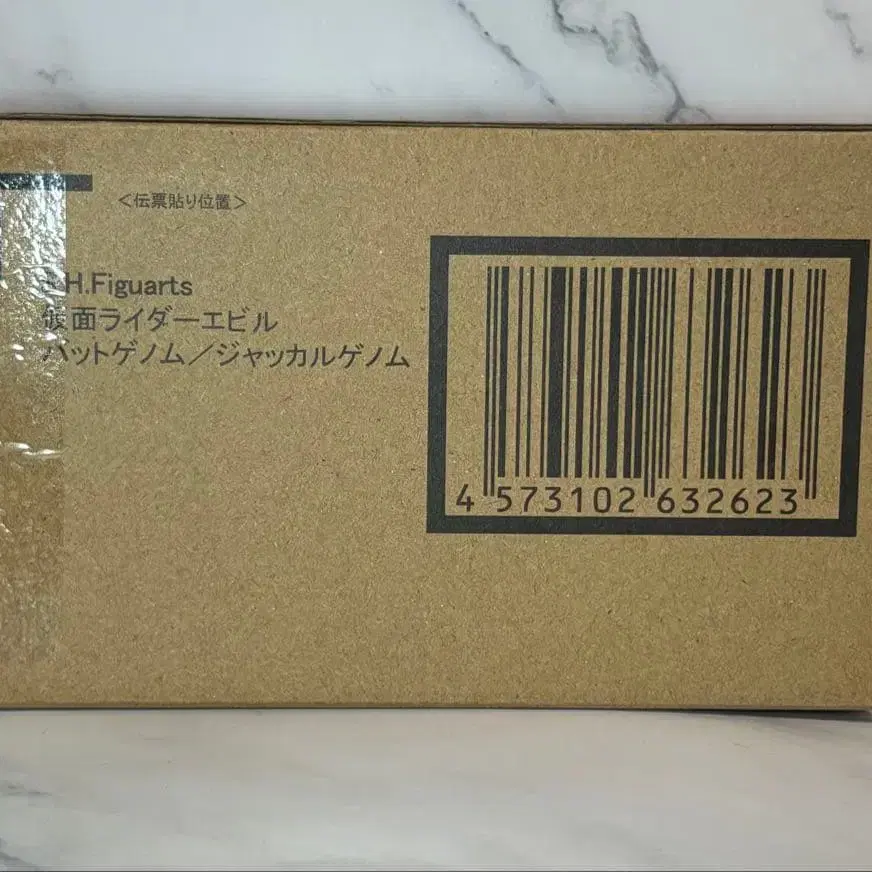 ＜伝票貼り位置＞
S.H.Figuarts
仮面ライダーエビル
バットゲノム／ジャッカルゲノム
4 573102 632623